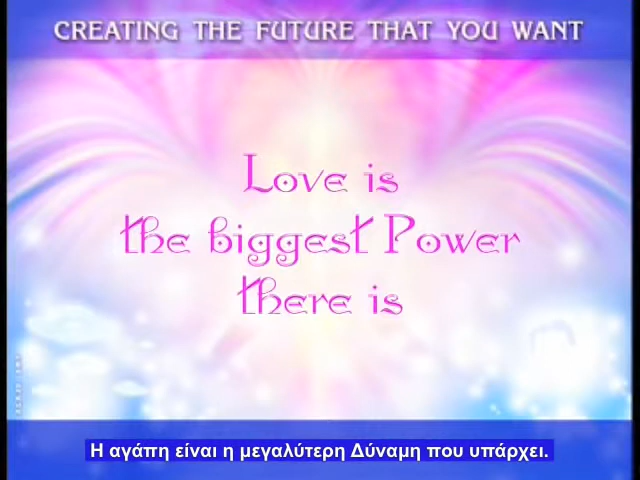 CREATING THE FUTURE THAT YOU WANT
Love is
the biggest Power
there is
Η αγάπη είναι η μεγαλύτερη Δύναμη που υπάρχει.